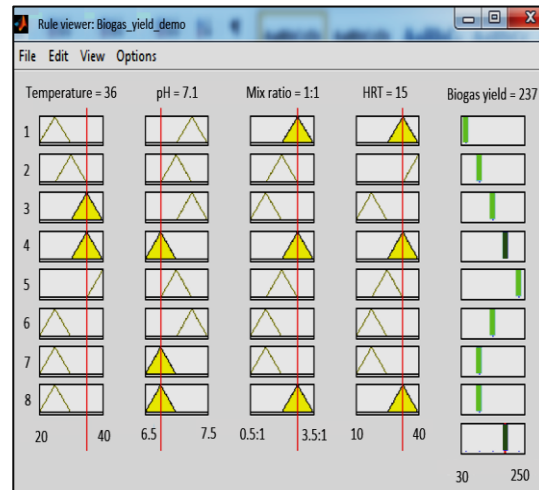 Rule viewer: Biogas_yield_demo
File Edit View Options
Temperature = 36 pH = 7.1 Mix ratio = 1:1 HRT = 15 Biogas yield = 237
1
2
3
4
5
6
7
8
20 40 6.5 7.5 0.5:1 3.5:1 10 40
30 250